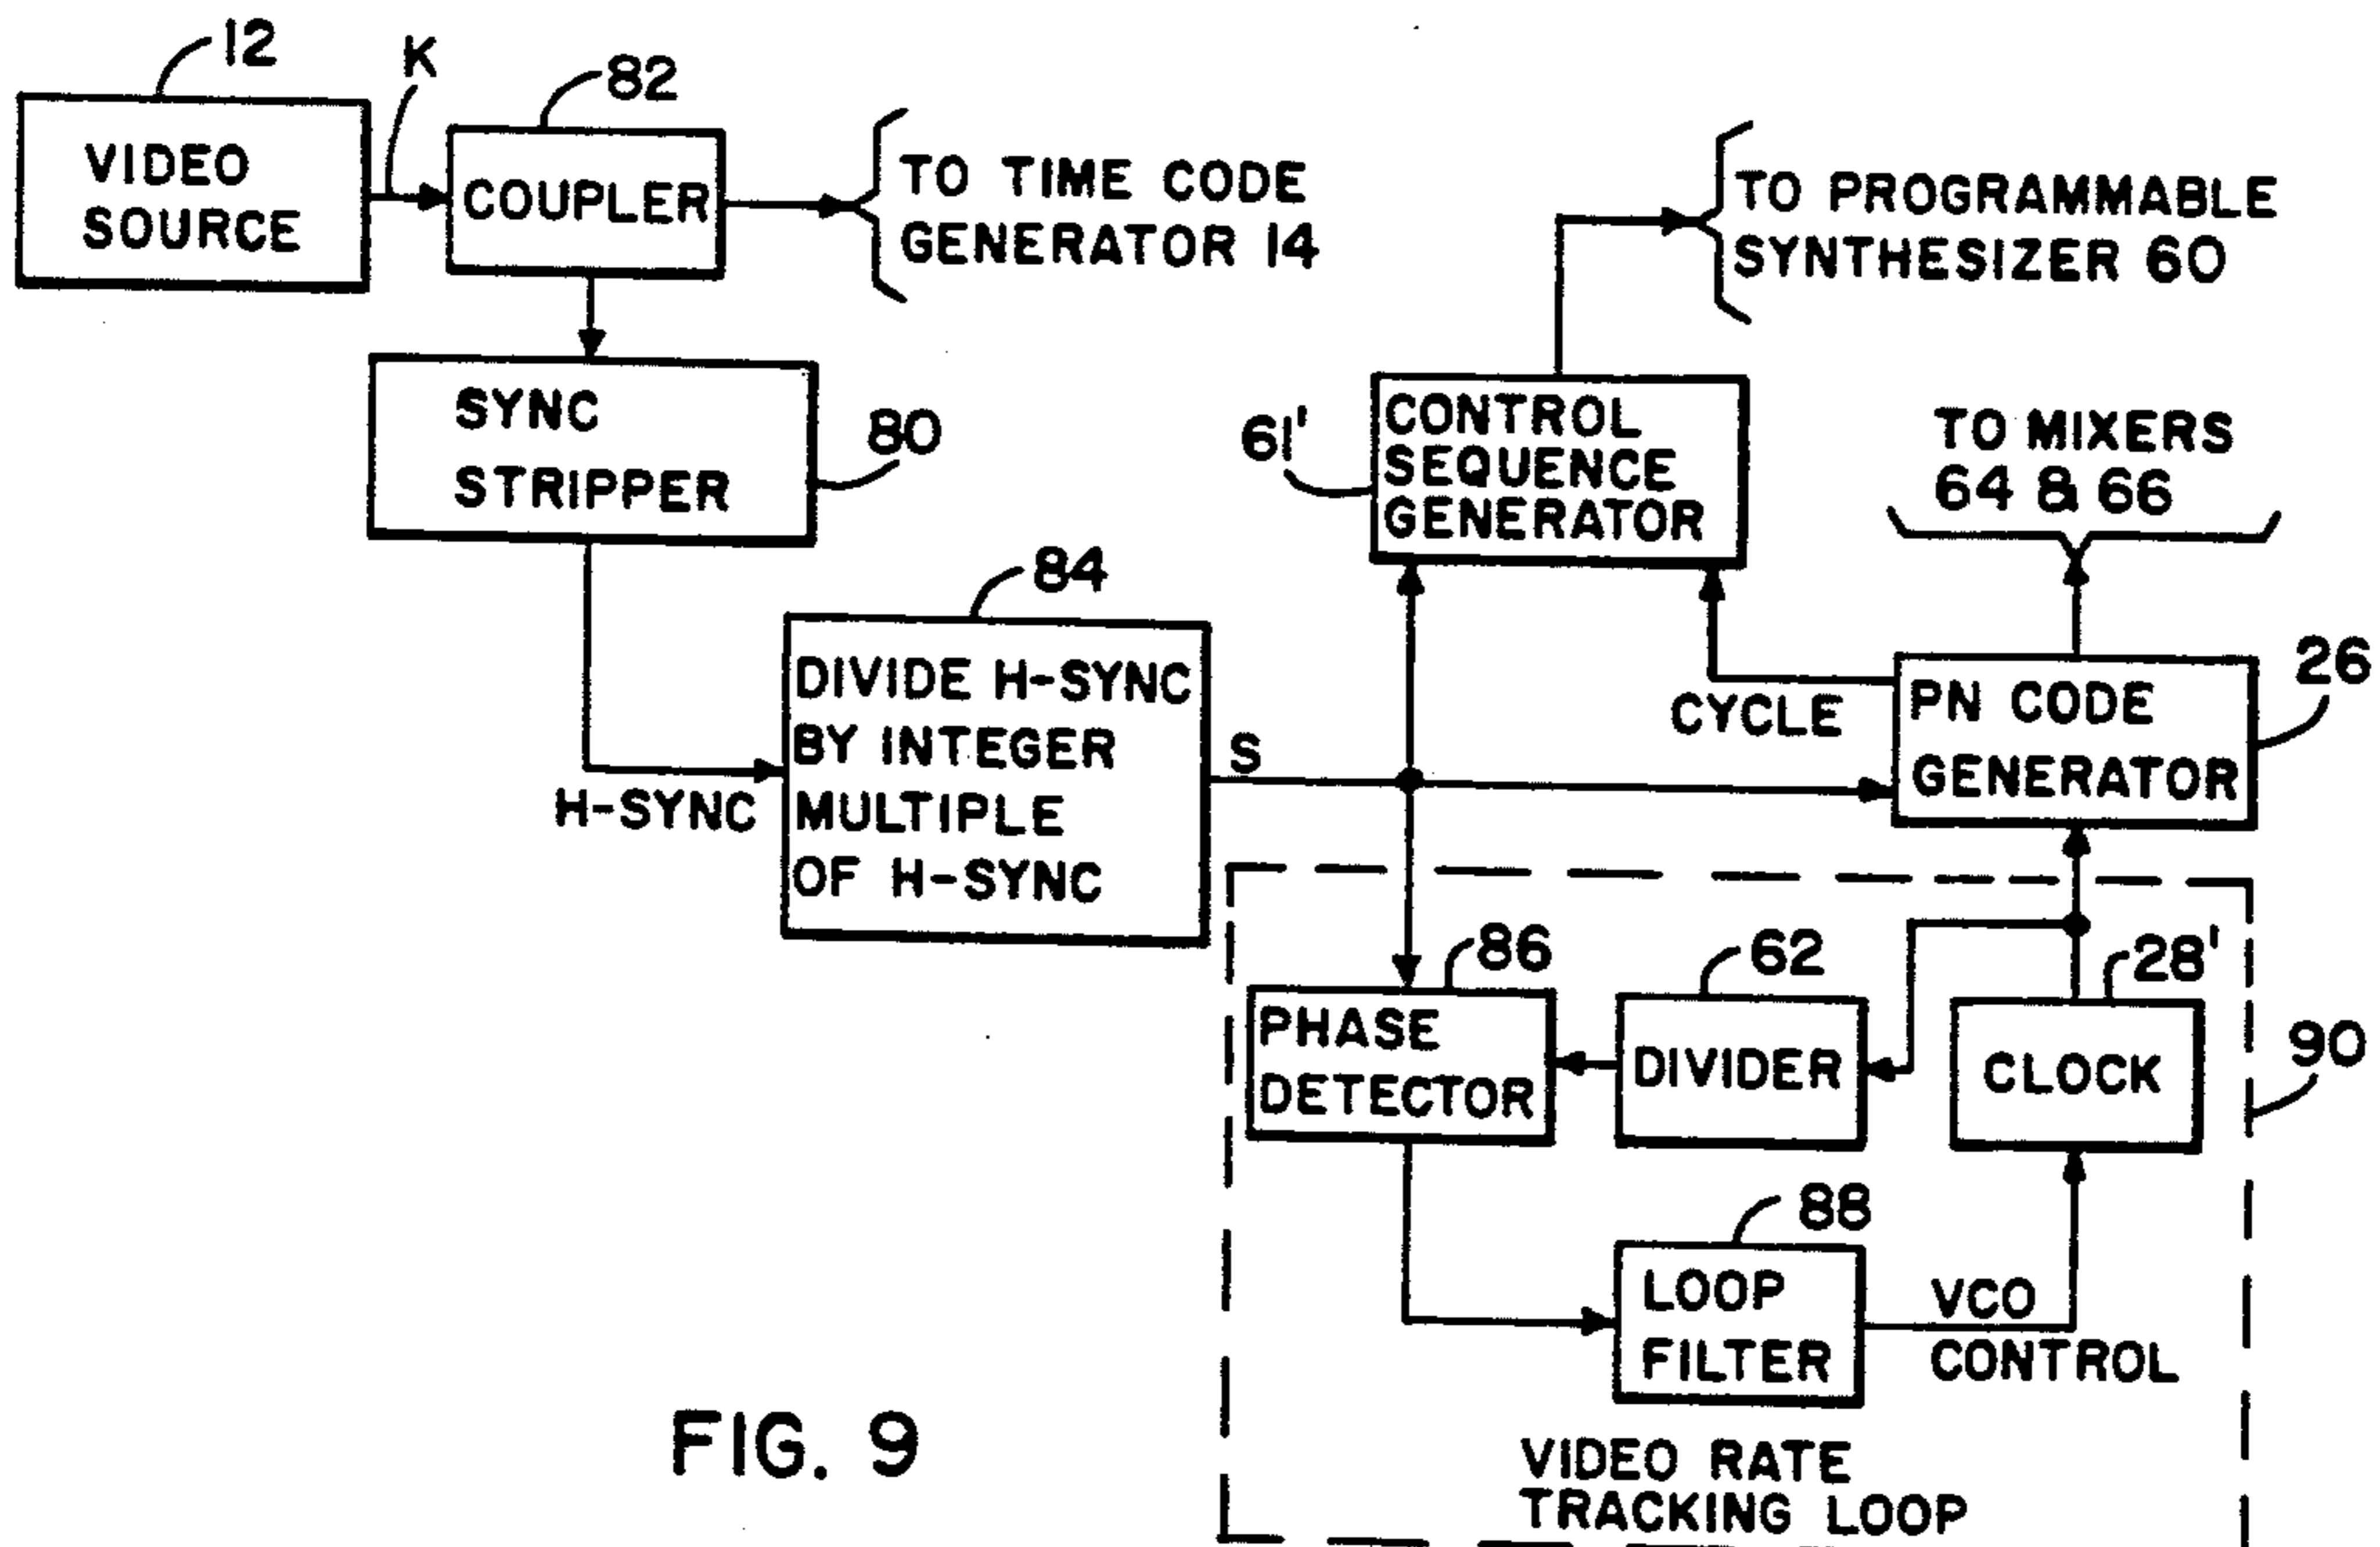 12
K
82
VIDEO
SOURCE
COUPLER
TO TIME CODE
GENERATOR 14
TO PROGRAMMABLE
SYNTHESIZER 60
SYNC
STRIPPER
80
61'
CONTROL
SEQUENCE
GENERATOR
TO MIXERS
64 & 66
84
DIVIDE H-SYNC
BY INTEGER
MULTIPLE
OF H-SYNC
H-SYNC
S
CYCLE
PN CODE
GENERATOR
26
86
62
28'
PHASE
DETECTOR
DIVIDER
CLOCK
90
88
LOOP
FILTER
VCO
CONTROL
FIG. 9
VIDEO RATE
TRACKING LOOP